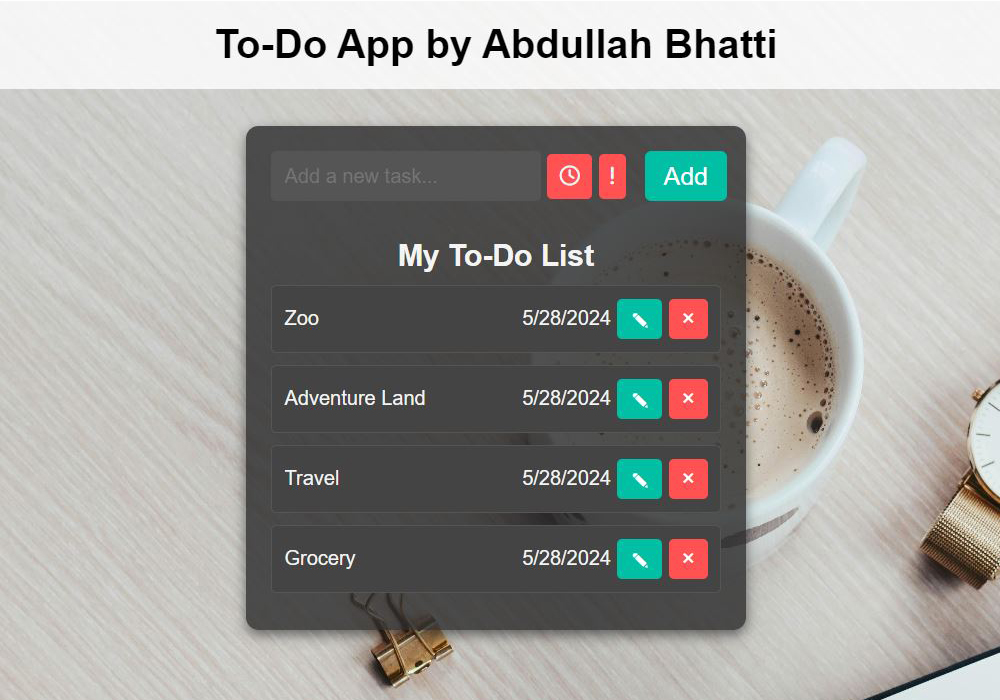 To-Do App by Abdullah Bhatti
Add a new task...
!
Add
My To-Do List
Zoo 5/28/2024
Adventure Land 5/28/2024
Travel 5/28/2024
Grocery 5/28/2024